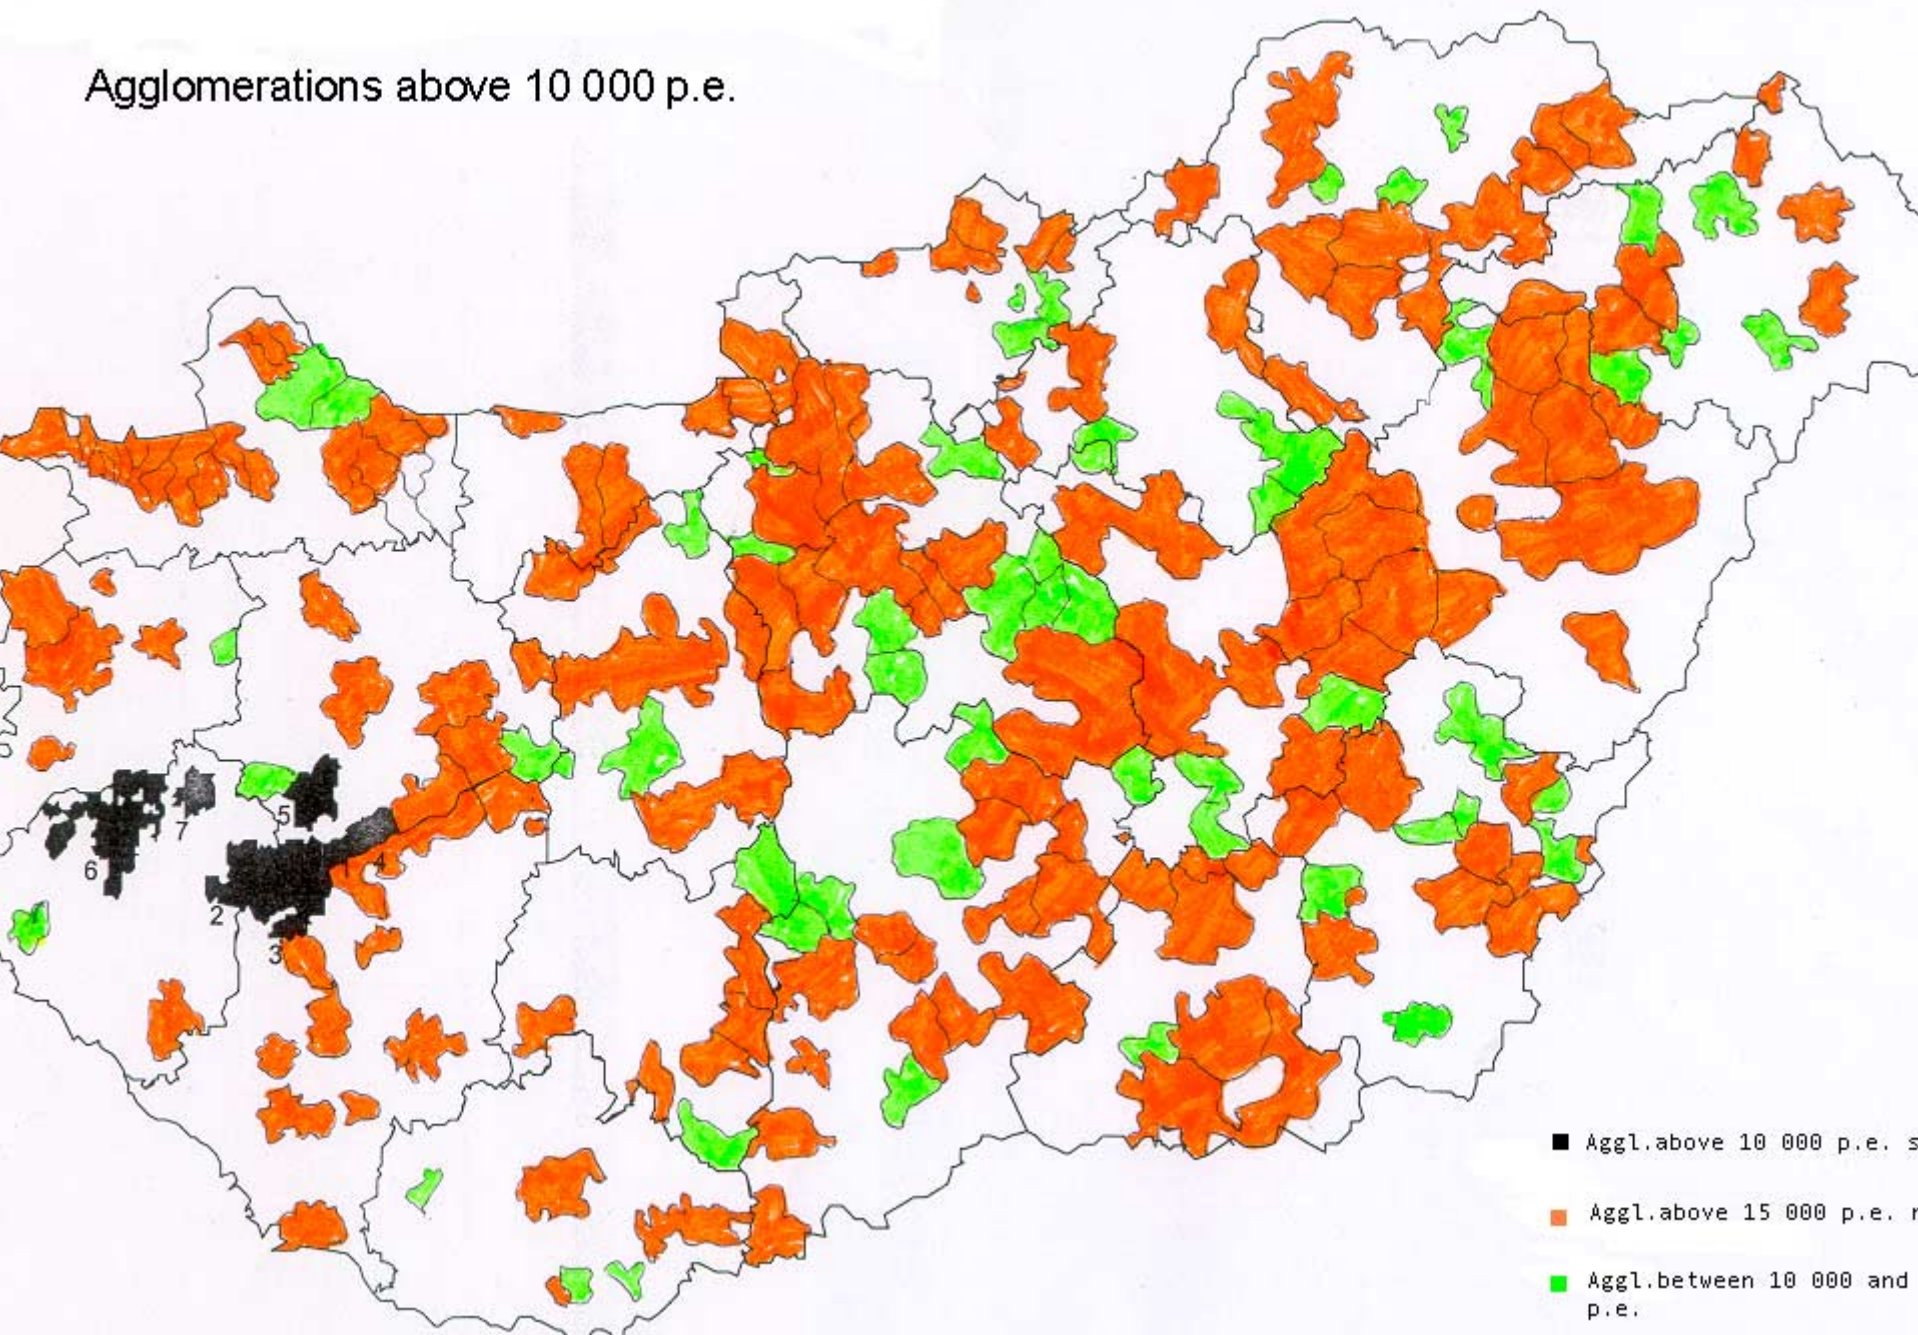 Agglomerations above 10 000 p.e.
5
7
1
4
6
2
3
Aggl.above 10 000 p.e. s
Aggl.above 15 000 p.e. r
Aggl.between 10 000 and
p.e.